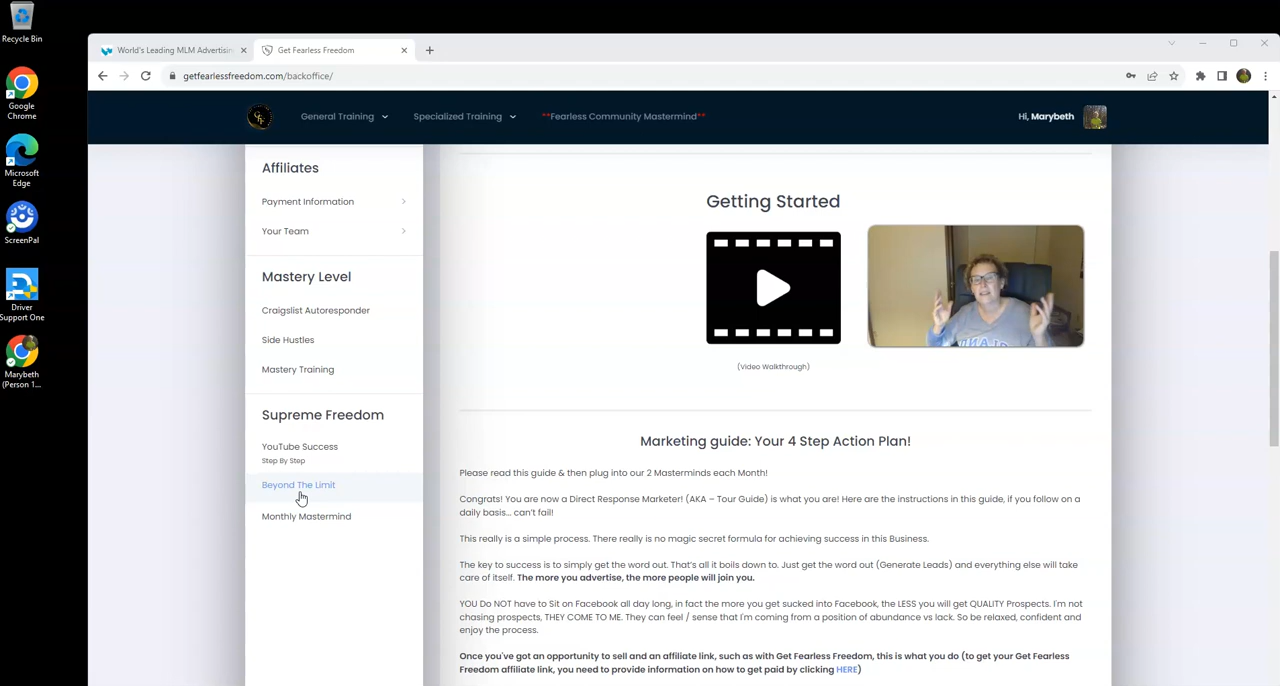 Recycle Bin
Google
Chrome
Microsoft
Edge
ScreenPal
Driver
Support One
Marybeth
(Person 1...
World's Leading MLM Advertisin
Get Fearless Freedom
getfearlessfreedom.com/backoffice/
General Training
Specialized Training
**Fearless Community Mastermind**
Hi, Marybeth
Affiliates
Payment Information
Your Team
Mastery Level
Craigslist Autoresponder
Side Hustles
Mastery Training
Supreme Freedom
YouTube Success
Step By Step
Beyond The Limit
Monthly Mastermind
Getting Started
(Video Walkthrough)
Marketing guide: Your 4 Step Action Plan!
Please read this guide & then plug into our 2 Masterminds each Month!
Congrats! You are now a Direct Response Marketer! (AKA – Tour Guide) is what you are! Here are the instructions in this guide, if you follow on a
daily basis... can't fail!
This really is a simple process. There really is no magic secret formula for achieving success in this Business.
The key to success is to simply get the word out. That's all it boils down to. Just get the word out (Generate Leads) and everything else will take
care of itself. The more you advertise, the more people will join you.
YOU Do NOT have to Sit on Facebook all day long, in fact the more you get sucked into Facebook, the LESS you will get QUALITY Prospects. I'm not
chasing prospects, THEY COME TO ME. They can feel / sense that I'm coming from a position of abundance vs lack. So be relaxed, confident and
enjoy the process.
Once you've got an opportunity to sell and an affiliate link, such as with Get Fearless Freedom, this is what you do (to get your Get Fearless
Freedom affiliate link, you need to provide information on how to get paid by clicking HERE)